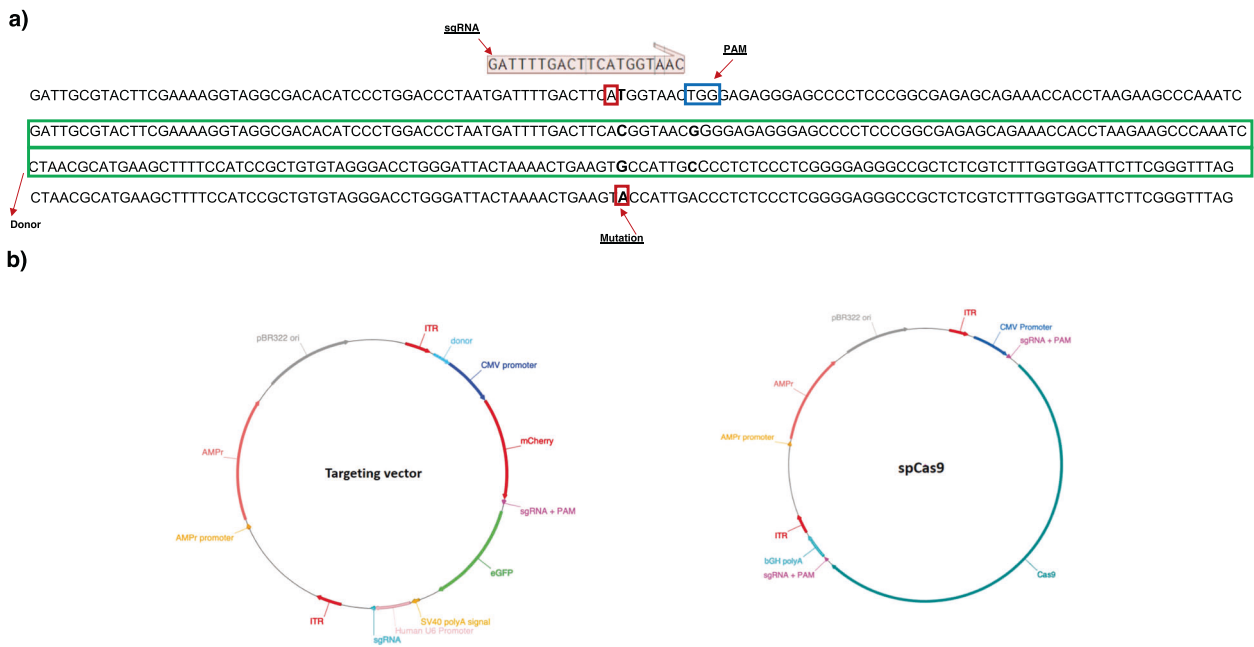 a)
sgRNA
PAM
GATTTTGACTTCATGGTAAC
GATTGCGTACTTCGAAAAGGTAGGCGACACATCCCTGGACCCTAATGATTTTGACTTCATGGTAACTGGGAGAGGGAGCCCCTCCCGGCGAGAGCAGAAACCACCTAAGAAGCCCAAATC
GATTGCGTACTTCGAAAAGGTAGGCGACACATCCCTGGACCCTAATGATTTTGACTTCACGGTAACGGGGAGAGGGAGCCCCTCCCGGCGAGAGCAGAAACCACCTAAGAAGCCCAAATC
CTAACGCATGAAGCTTTTCCATCCGCTGTGTAGGGACCTGGGATTACTAAAACTGAAGTGCCATTGCCCCTCTCCCTCGGGGAGGGCCGCTCTCGTCTTTGGTGGATTCTTCGGGTTTAG
CTAACGCATGAAGCTTTTCCATCCGCTGTGTAGGGACCTGGGATTACTAAAACTGAAGTACCATTGACCCTCTCCCTCGGGGAGGGCCGCTCTCGTCTTTGGTGGATTCTTCGGGTTTAG
Donor
Mutation
b)
pBR322 ori
ITR
donor
CMV promoter
AMPr
mCherry
Targeting vector
sgRNA + PAM
AMPr promoter
eGFP
ITR
SV40 polyA signal
Human U6 Promoter
sgRNA
pBR322 ori
ITR
CMV Promoter
sgRNA + PAM
AMPr
AMPr promoter
spCas9
ITR
bGH polyA
sgRNA + PAM
Cas9